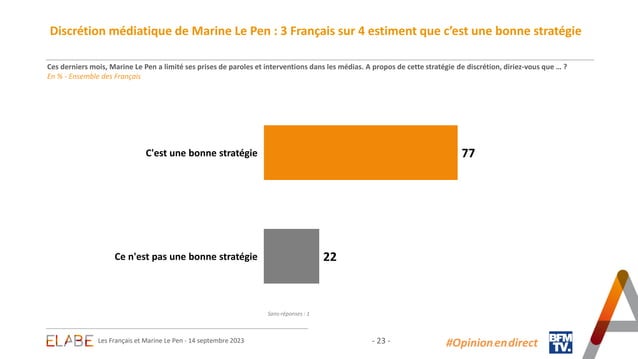 Discrétion médiatique de Marine Le Pen : 3 Français sur 4 estiment que c’est une bonne stratégie
Ces derniers mois, Marine Le Pen a limité ses prises de paroles et interventions dans les médias. A propos de cette stratégie de discrétion, diriez-vous que … ?
En % - Ensemble des Français
C'est une bonne stratégie 77
Ce n'est pas une bonne stratégie 22
Sans réponses : 1
ELABE Les Français et Marine Le Pen - 14 septembre 2023 - 23 - #Opinionendirect BFM TV.